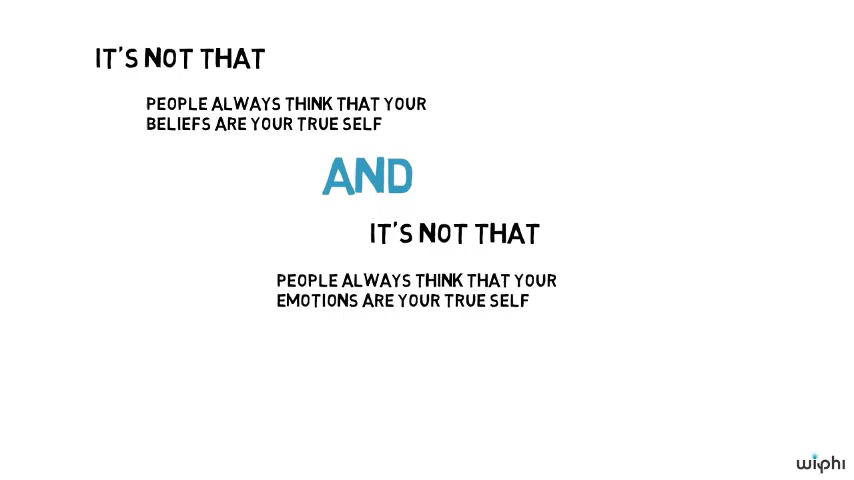 IT'S NOT THAT
PEOPLE ALWAYS THINK THAT YOUR
BELIEFS ARE YOUR TRUE SELF
AND
IT'S NOT THAT
PEOPLE ALWAYS THINK THAT YOUR
EMOTIONS ARE YOUR TRUE SELF
wiphi